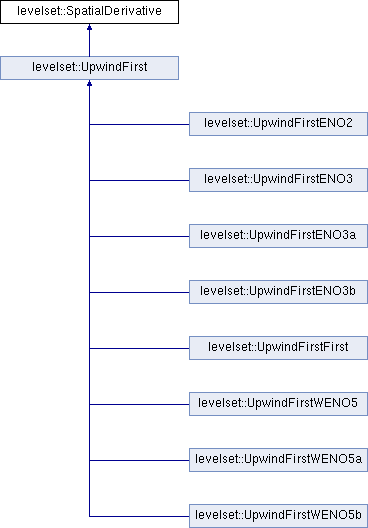 levelset::SpatialDerivative
levelset::UpwindFirst
levelset::UpwindFirstENO2
levelset::UpwindFirstENO3
levelset::UpwindFirstENO3a
levelset::UpwindFirstENO3b
levelset::UpwindFirstFirst
levelset::UpwindFirstWENO5
levelset::UpwindFirstWENO5a
levelset::UpwindFirstWENO5b